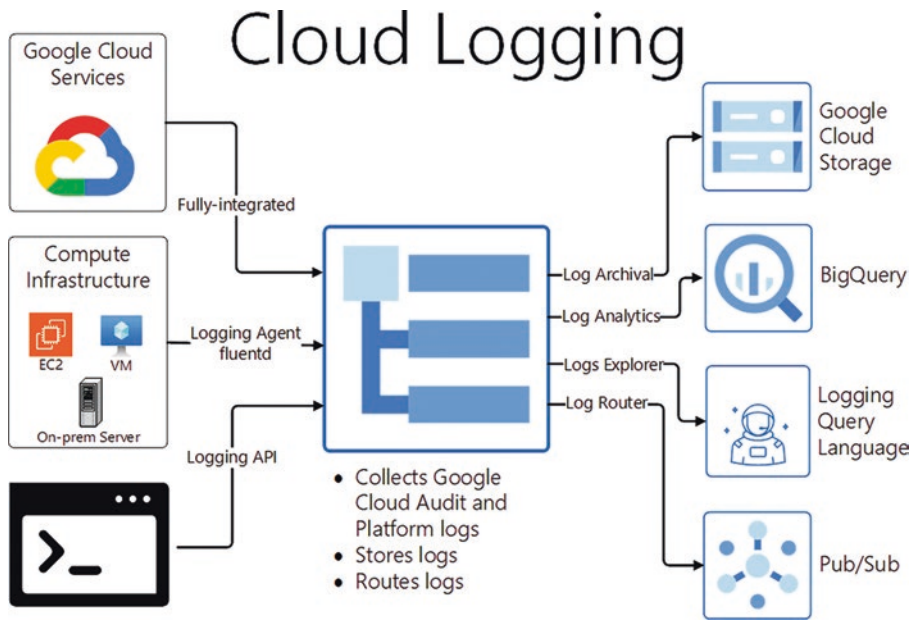 Cloud Logging
Google Cloud
Services
Fully-integrated
Compute
Infrastructure
EC2
VM
On-prem Server
Logging Agent
fluentd
Logging API
>_
• Collects Google
Cloud Audit and
Platform logs
• Stores logs
• Routes logs
Log Archival
Log Analytics
Logs Explorer
Log Router
Google
Cloud
Storage
BigQuery
Logging
Query
Language
Pub/Sub